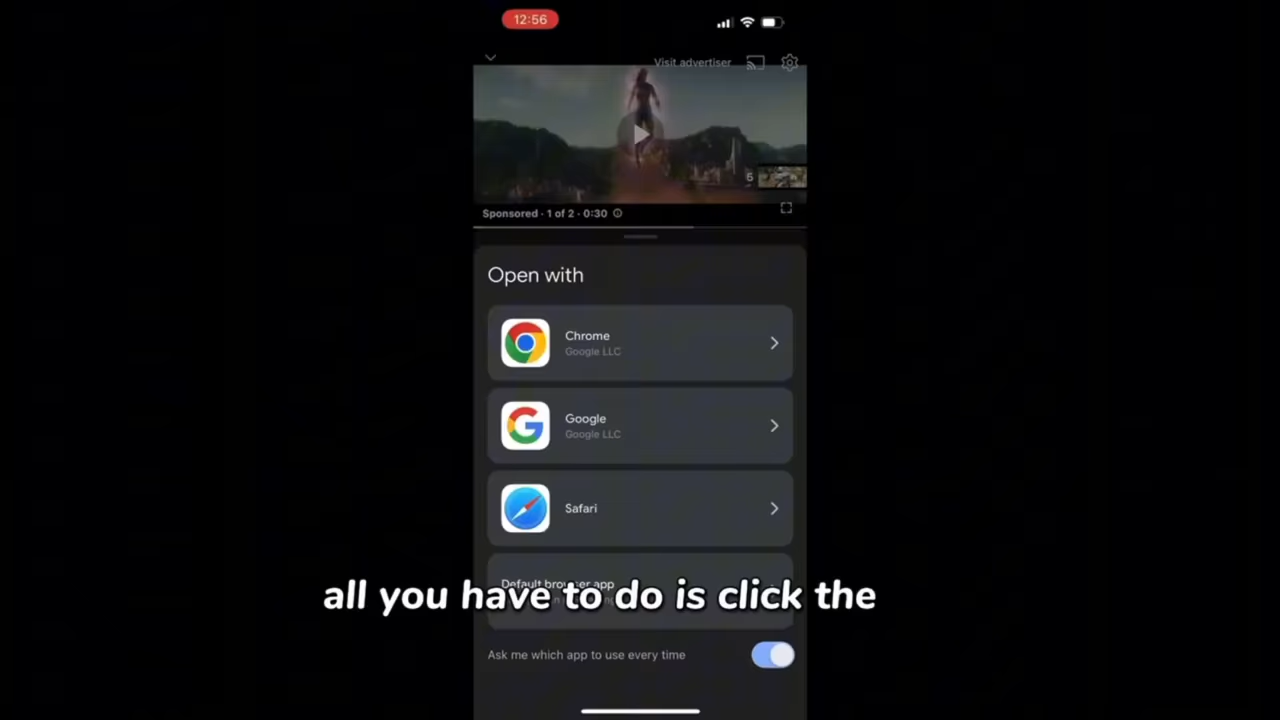 12:56
Visit advertiser
5
Sponsored · 1 of 2 · 0:30
Open with
Chrome
Google LLC
Google
Google LLC
Safari
Default browser app
all you have to do is click the
Ask me which app to use every time